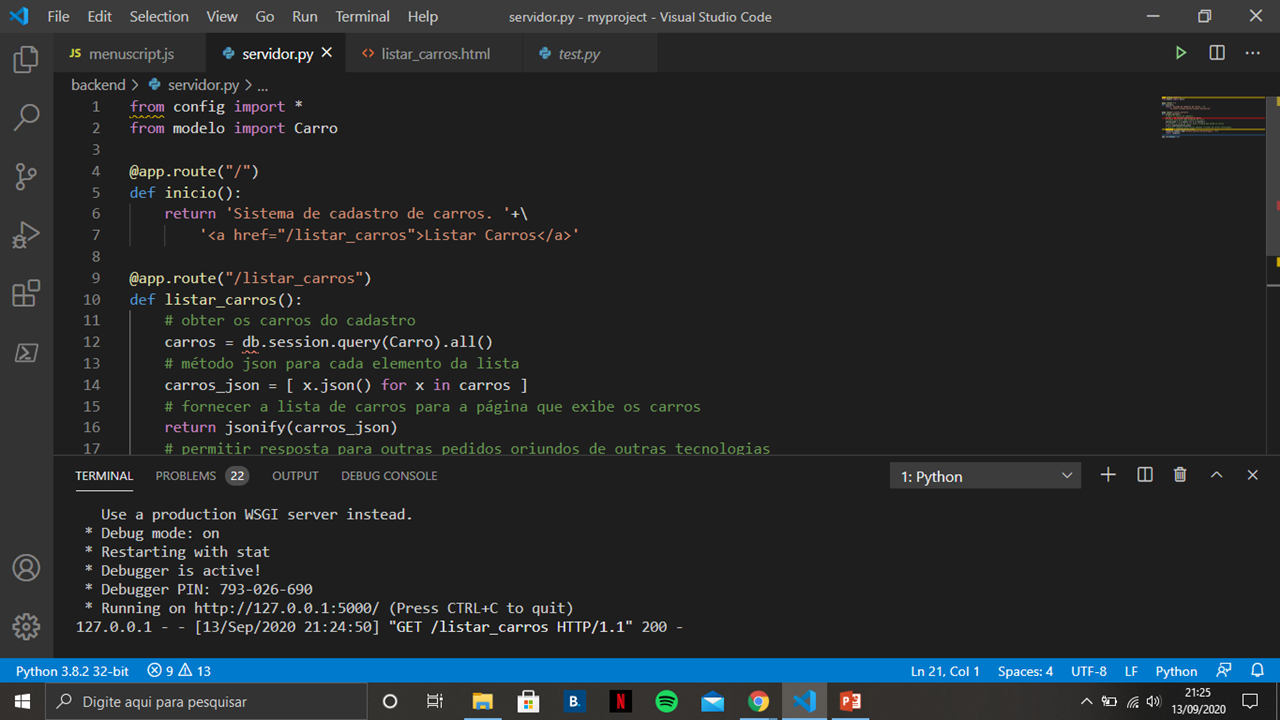 File Edit Selection View Go Run Terminal Help servidor.py - myproject - Visual Studio Code
JS menuscript.js servidor.py listar_carros.html test.py
backend > servidor.py > ...
1 from config import *
2 from modelo import Carro
3
4 @app.route("/")
5 def inicio():
6 return 'Sistema de cadastro de carros. '+\
7 '<a href="/listar_carros">Listar Carros</a>'
8
9 @app.route("/listar_carros")
10 def listar_carros():
11 # obter os carros do cadastro
12 carros = db.session.query(Carro).all()
13 # método json para cada elemento da lista
14 carros_json = [ x.json() for x in carros ]
15 # fornecer a lista de carros para a página que exibe os carros
16 return jsonify(carros_json)
17 # permitir resposta para outras pedidos oriundos de outras tecnologias
TERMINAL PROBLEMS 22 OUTPUT DEBUG CONSOLE 1: Python
Use a production WSGI server instead.
* Debug mode: on
* Restarting with stat
* Debugger is active!
* Debugger PIN: 793-026-690
* Running on http://127.0.0.1:5000/ (Press CTRL+C to quit)
127.0.0.1 - - [13/Sep/2020 21:24:50] "GET /listar_carros HTTP/1.1" 200 -
Python 3.8.2 32-bit 9 13 Ln 21, Col 1 Spaces: 4 UTF-8 LF Python
Digite aqui para pesquisar B. N 21:25
13/09/2020